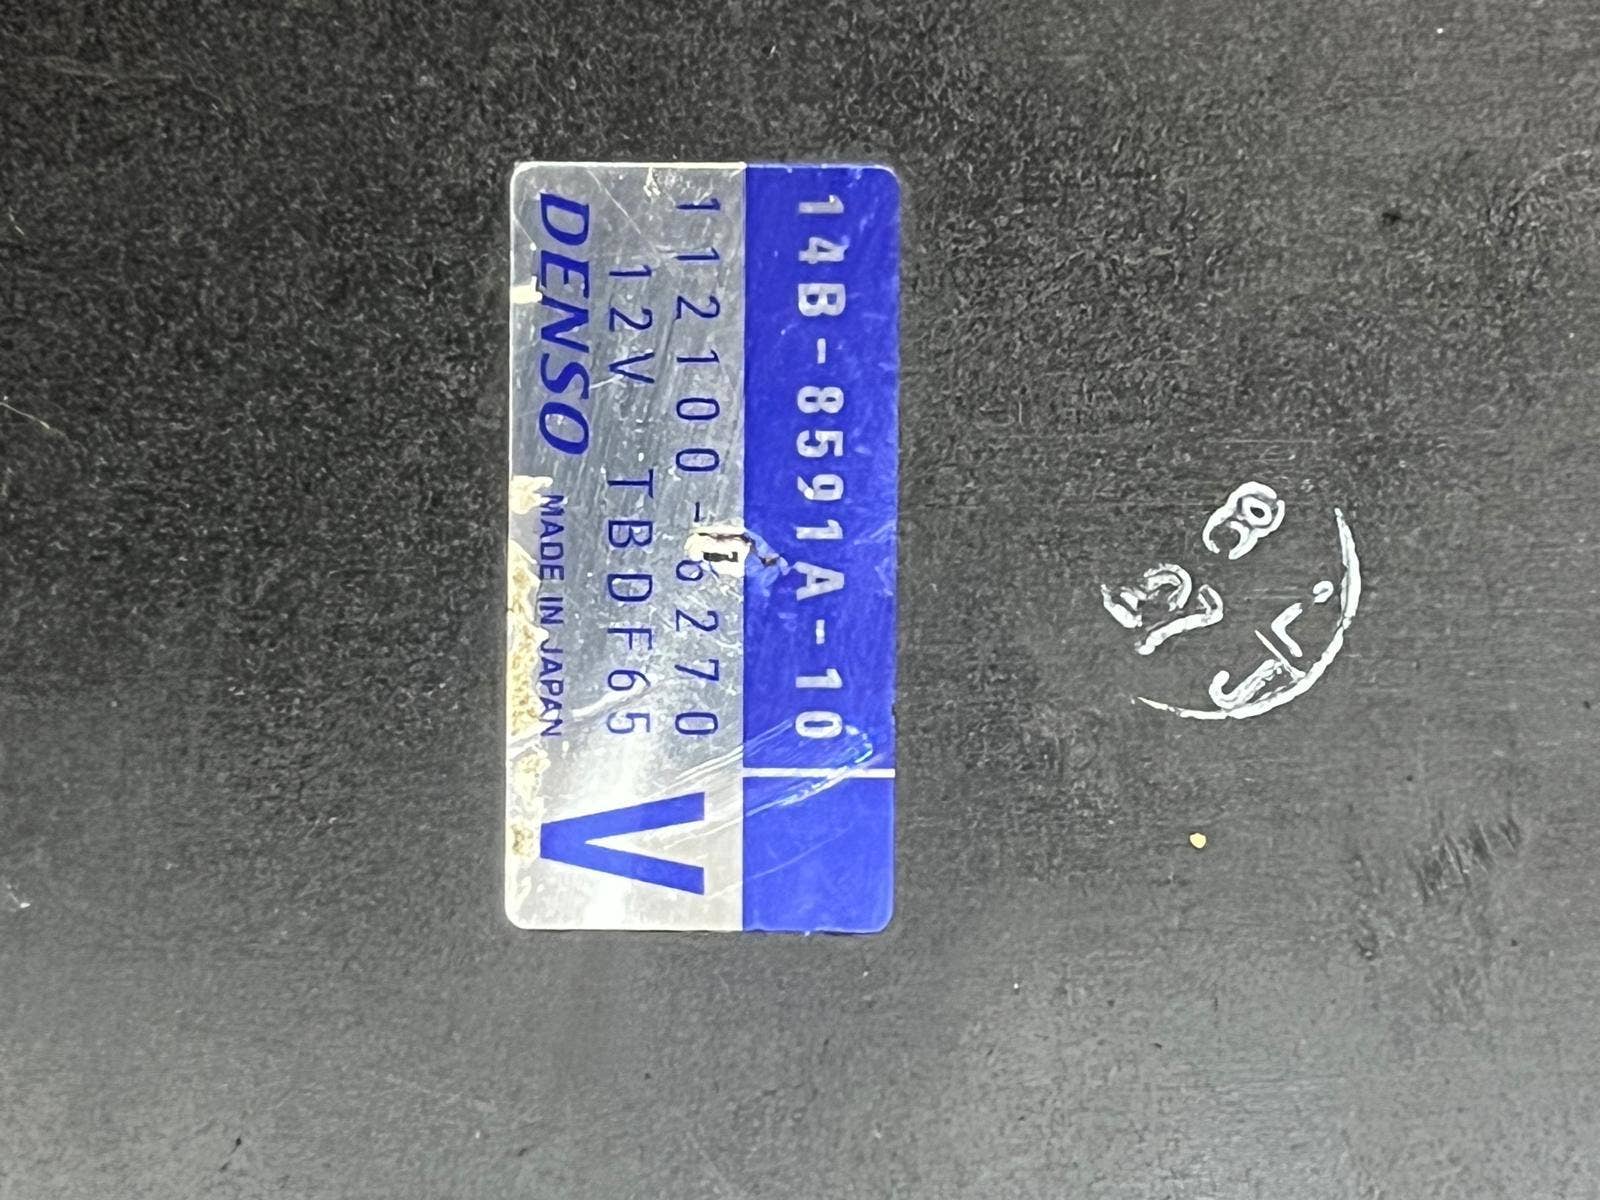 14B-8591A-10
112100-6270
12V TBDF65
DENSO MADE IN JAPAN
V